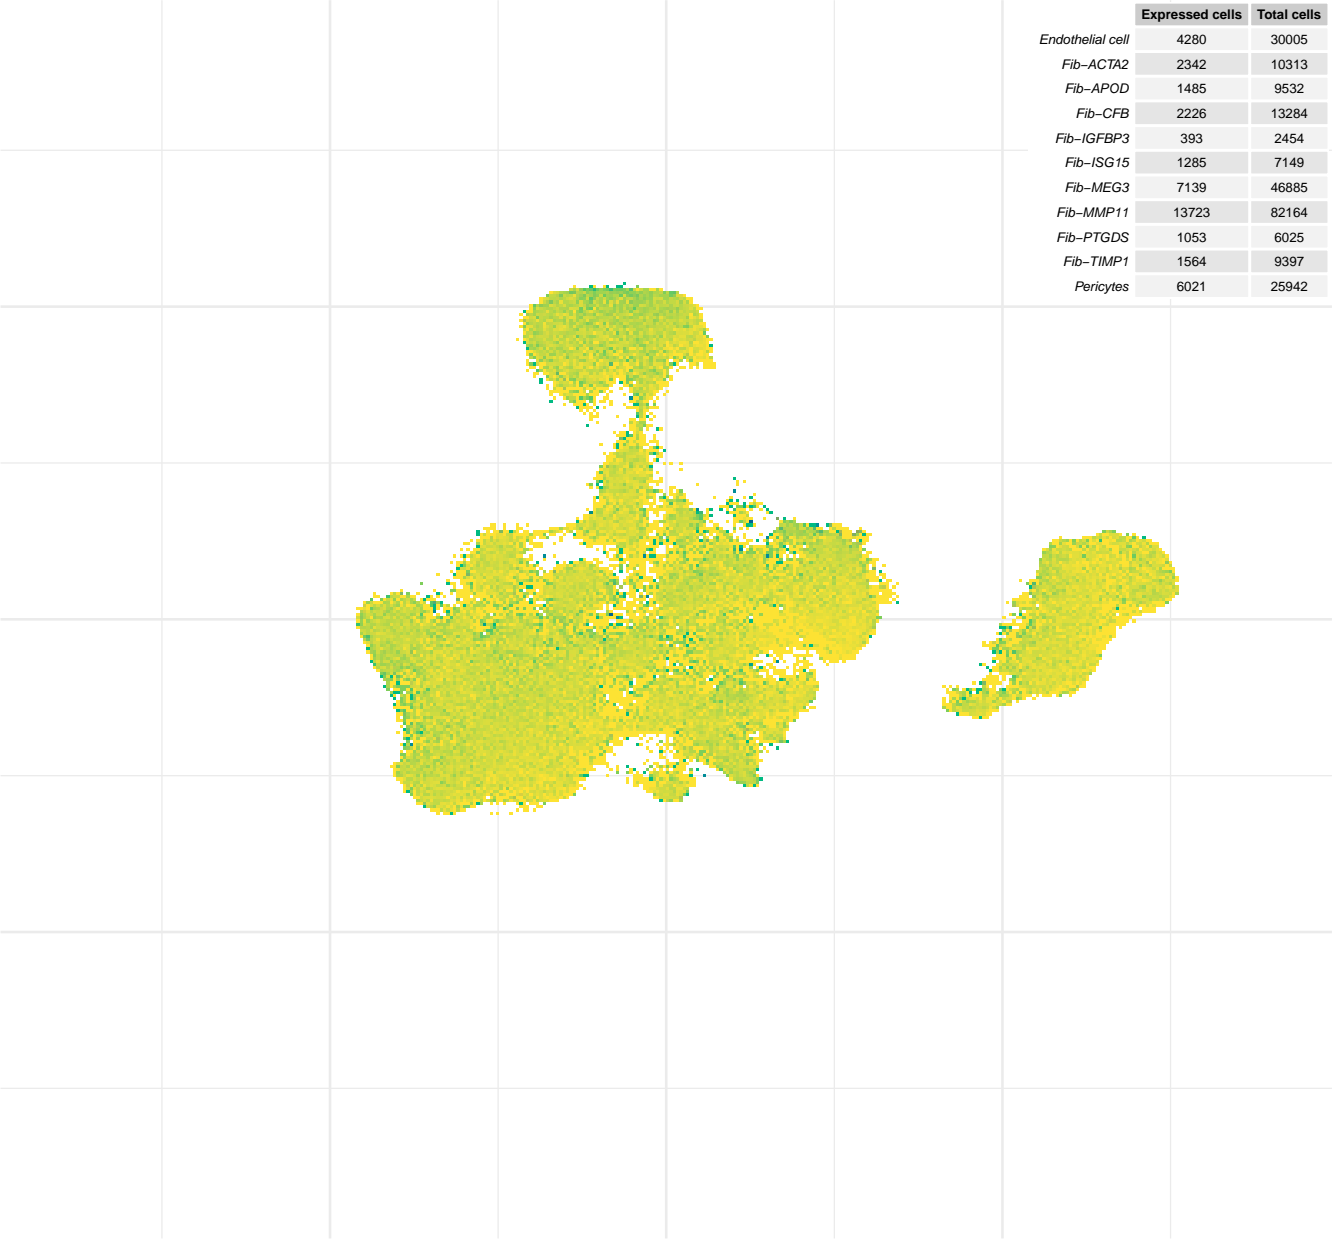 Expressed cells Total cells
Endothelial cell 4280 30005
Fib−ACTA2 2342 10313
Fib−APOD 1485 9532
Fib−CFB 2226 13284
Fib−IGFBP3 393 2454
Fib−ISG15 1285 7149
Fib−MEG3 7139 46885
Fib−MMP11 13723 82164
Fib−PTGDS 1053 6025
Fib−TIMP1 1564 9397
Pericytes 6021 25942